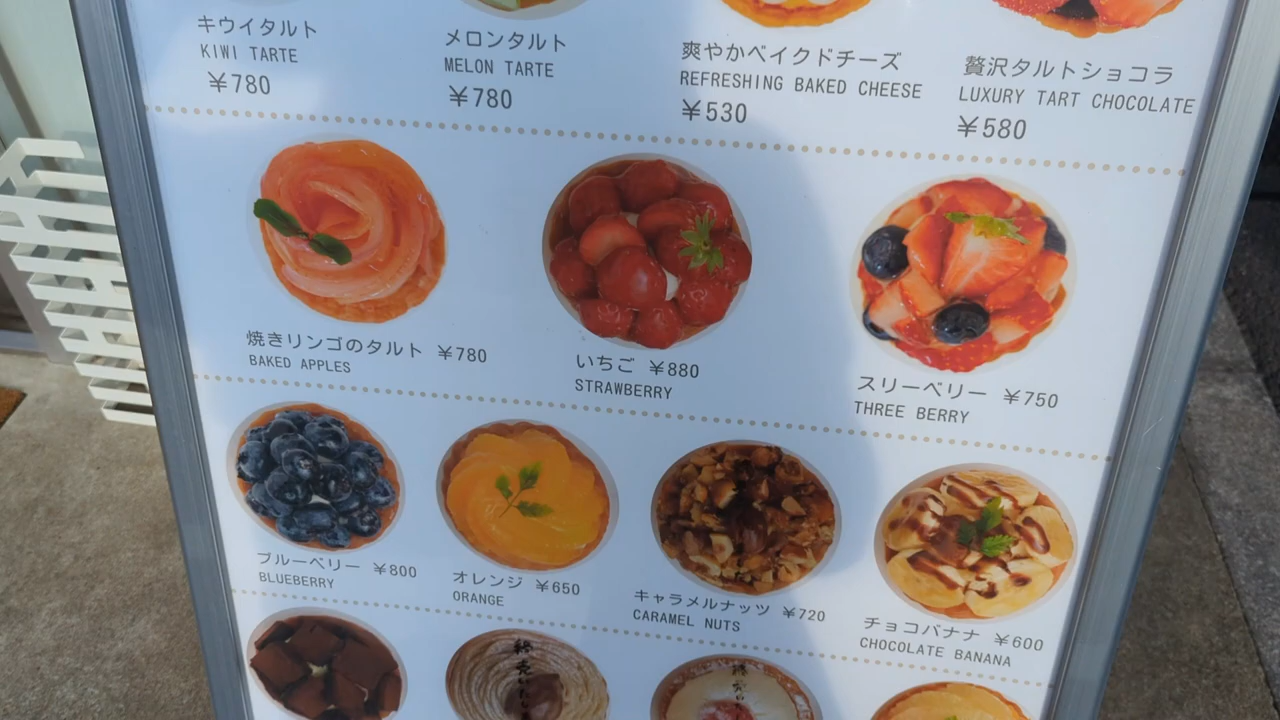 キウイタルト
KIWI TARTE
￥780
メロンタルト
MELON TARTE
￥780
爽やかベイクドチーズ
REFRESHING BAKED CHEESE
￥530
贅沢タルトショコラ
LUXURY TART CHOCOLATE
￥580
焼きリンゴのタルト ￥780
BAKED APPLES
いちご ￥880
STRAWBERRY
スリーベリー ￥750
THREE BERRY
ブルーベリー ￥800
BLUEBERRY
オレンジ ￥650
ORANGE
キャラメルナッツ ￥720
CARAMEL NUTS
チョコバナナ ￥600
CHOCOLATE BANANA